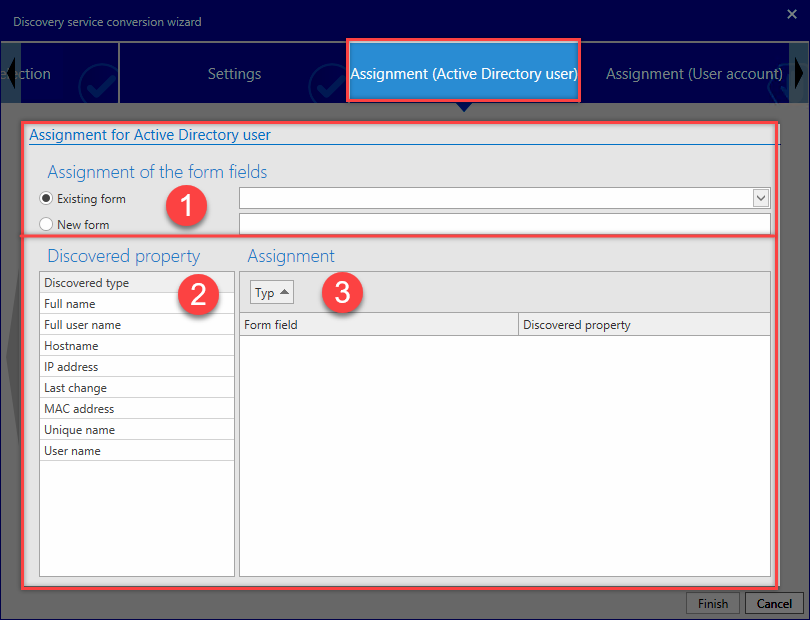 Discovery service conversion wizard
Settings
Assignment (Active Directory user)
Assignment (User account)
Assignment for Active Directory user
Assignment of the form fields
Existing form
1
New form
Discovered property
Assignment
Discovered type
2
Typ
3
Full name
Full user name
Form field
Discovered property
Hostname
IP address
Last change
MAC address
Unique name
User name
Finish
Cancel